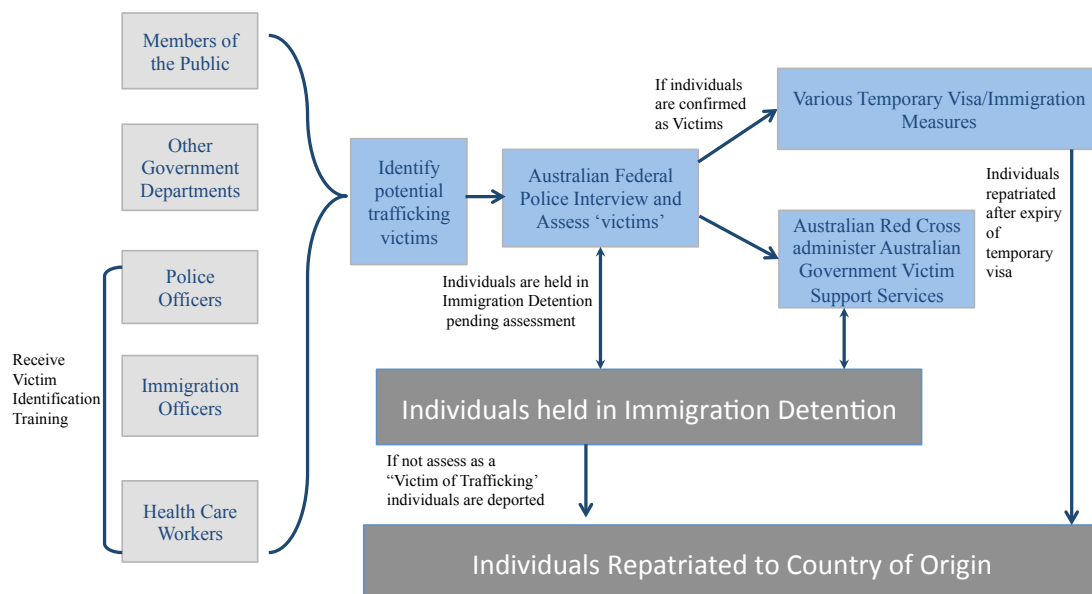 Members of
the Public
Other
Government
Departments
Police
Officers
Immigration
Officers
Health Care
Workers
Receive
Victim
Identification
Training
Identify
potential
trafficking
victims
Australian Federal
Police Interview and
Assess ‘victims’
If individuals
are confirmed
as Victims
Various Temporary Visa/Immigration
Measures
Australian Red Cross
administer Australian
Government Victim
Support Services
Individuals
repatriated
after expiry
of
temporary
visa
Individuals are held in
Immigration Detention
pending assessment
Individuals held in Immigration Detention
If not assess as a
“Victim of Trafficking’
individuals are deported
Individuals Repatriated to Country of Origin